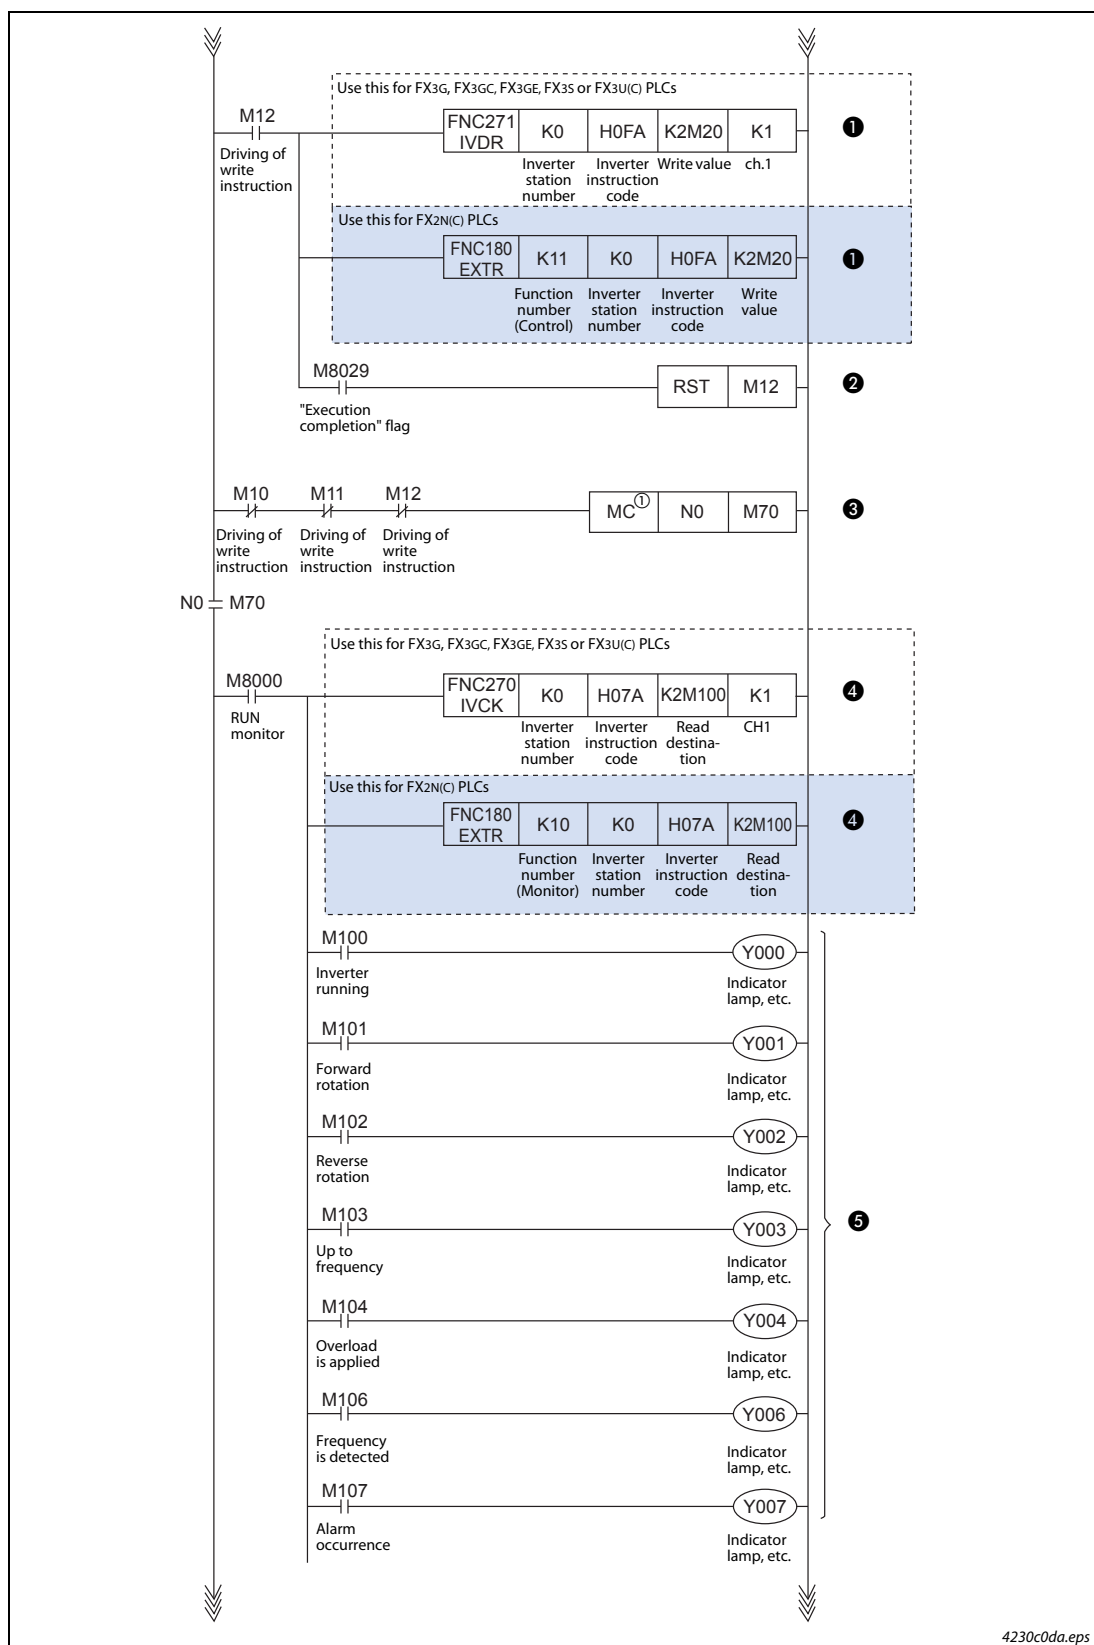 Use this for FX3G, FX3GC, FX3GE, FX3S or FX3U(C) PLCs
M12
Driving of
write
instruction
FNC271
IVDR
K0
H0FA
K2M20
K1
❶
Inverter
station
number
Inverter
instruction
code
Write value
ch.1
Use this for FX2N(C) PLCs
FNC180
EXTR
K11
K0
H0FA
K2M20
❶
Function
number
(Control)
Inverter
station
number
Inverter
instruction
code
Write
value
M8029
"Execution
completion" flag
RST
M12
❷
M10
Driving of
write
instruction
M11
Driving of
write
instruction
M12
Driving of
write
instruction
MC①
N0
M70
❸
N0
M70
Use this for FX3G, FX3GC, FX3GE, FX3S or FX3U(C) PLCs
M8000
RUN
monitor
FNC270
IVCK
K0
H07A
K2M100
K1
❹
Inverter
station
number
Inverter
instruction
code
Read
destina-
tion
CH1
Use this for FX2N(C) PLCs
FNC180
EXTR
K10
K0
H07A
K2M100
❹
Function
number
(Monitor)
Inverter
station
number
Inverter
instruction
code
Read
destina-
tion
M100
Inverter
running
Y000
Indicator
lamp, etc.
M101
Forward
rotation
Y001
Indicator
lamp, etc.
M102
Reverse
rotation
Y002
Indicator
lamp, etc.
M103
Up to
frequency
Y003
Indicator
lamp, etc.
❺
M104
Overload
is applied
Y004
Indicator
lamp, etc.
M106
Frequency
is detected
Y006
Indicator
lamp, etc.
M107
Alarm
occurrence
Y007
Indicator
lamp, etc.
4230c0da.eps